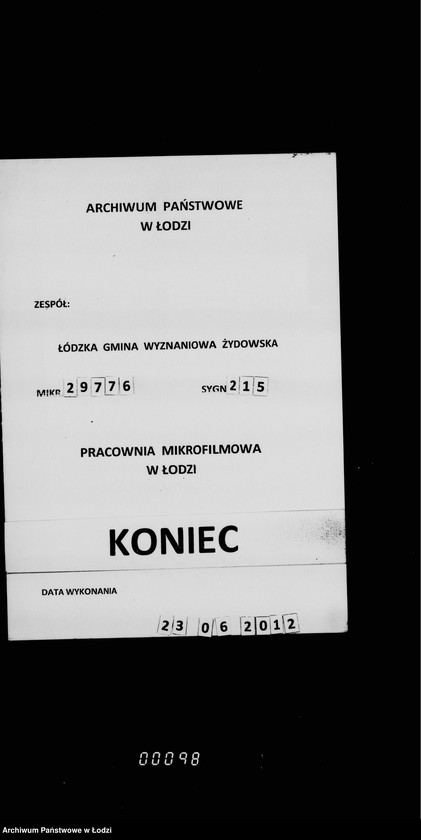 ARCHIWUM PAŃSTWOWE
W ŁODZI
ZESPÓŁ:
ŁÓDZKA GMINA WYZNANIOWA ŻYDOWSKA
MIKR 29776 SYGN 215
PRACOWNIA MIKROFILMOWA
W ŁODZI
KONIEC
DATA WYKONANIA
23 06 2012
00098
Archiwum Państwowe w Łodzi